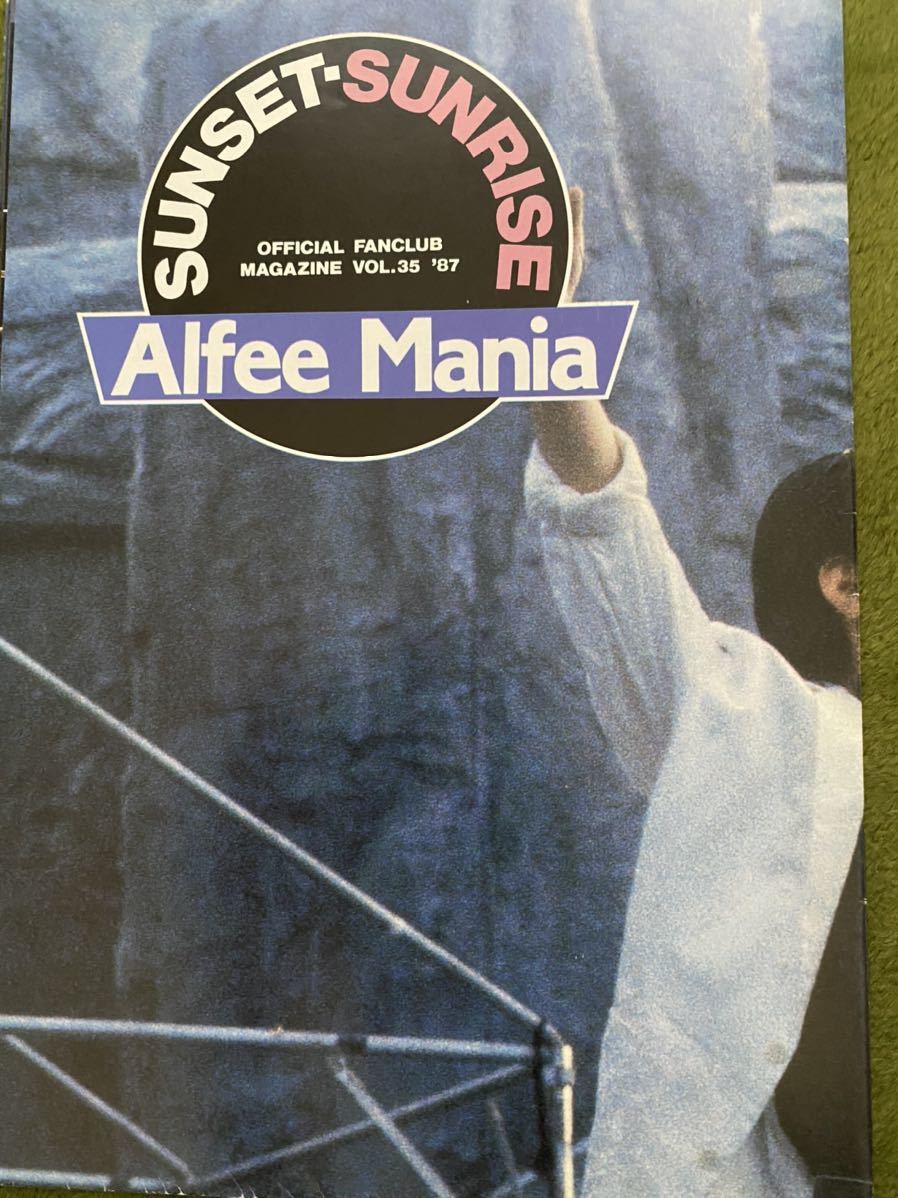 SUNSET·SUNRISE
OFFICIAL FANCLUB
MAGAZINE VOL.35 '87
Alfee Mania